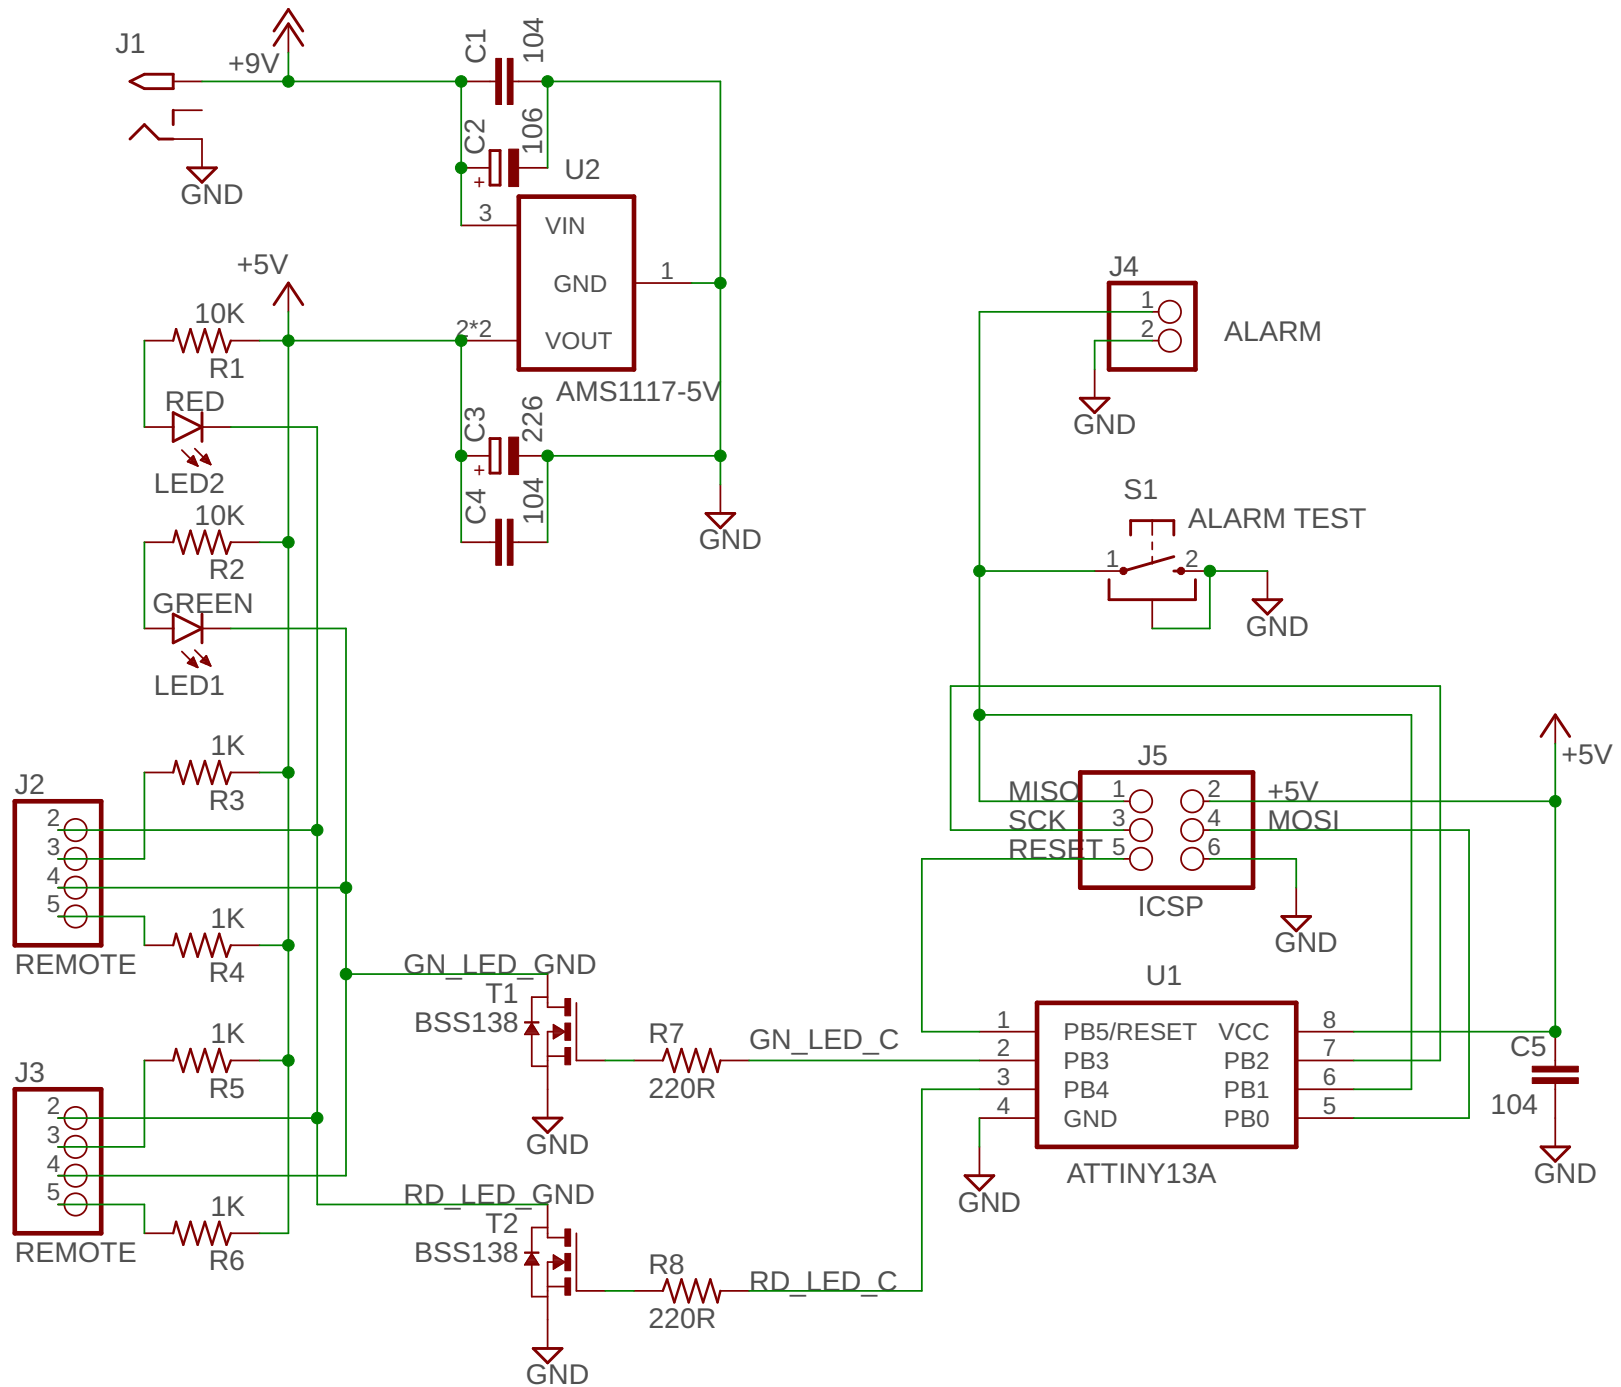 J1
+9V
GND
C1
104
C2
106
+
U2
3
VIN
GND
1
2*2
VOUT
AMS1117-5V
+5V
10K
R1
RED
LED2
10K
R2
GREEN
LED1
C3
226
+
C4
104
GND
J4
1
2
ALARM
GND
S1
ALARM TEST
1
2
GND
1K
R3
J2
2
3
4
5
REMOTE
1K
R4
1K
R5
J3
2
3
4
5
REMOTE
1K
R6
GN_LED_GND
T1
BSS138
GND
R7
220R
GN_LED_C
RD_LED_GND
T2
BSS138
GND
R8
220R
RD_LED_C
J5
MISO
1
2
+5V
SCK
3
4
MOSI
RESET
5
6
ICSP
GND
+5V
U1
1
PB5/RESET
VCC
8
2
PB3
PB2
7
3
PB4
PB1
6
4
GND
PB0
5
ATTINY13A
GND
C5
104
GND